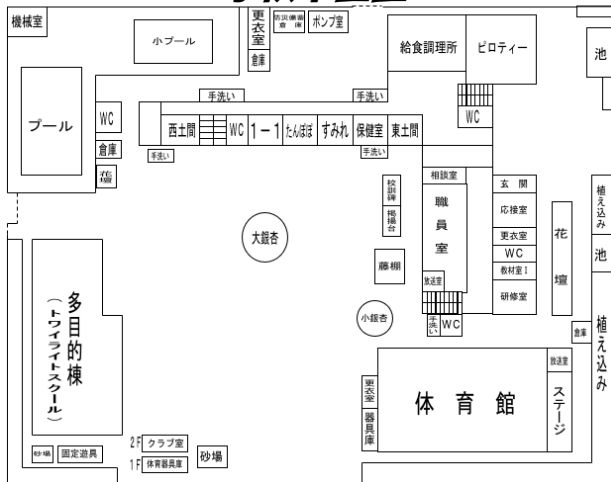 機械室
小プール
更衣室
倉庫
防災備蓄
倉庫
ポンプ室
給食調理所
ピロティー
池
プール
WC
倉庫
花壇
手洗い
手洗い
WC
西土間
WC
1-1
たんぽぽ
すみれ
保健室
東土間
手洗い
手洗い
相談室
校訓碑
掲揚台
職員室
玄関
応接室
更衣室
WC
教材室Ⅰ
研修室
花壇
植え込み
池
大銀杏
藤棚
放送室
小銀杏
手洗い
WC
倉庫
植え込み
多目的棟
(トワイライトスクール)
更衣室
器具庫
体育館
放送室
ステージ
砂場
固定遊具
2F クラブ室
1F 体育器具庫
砂場